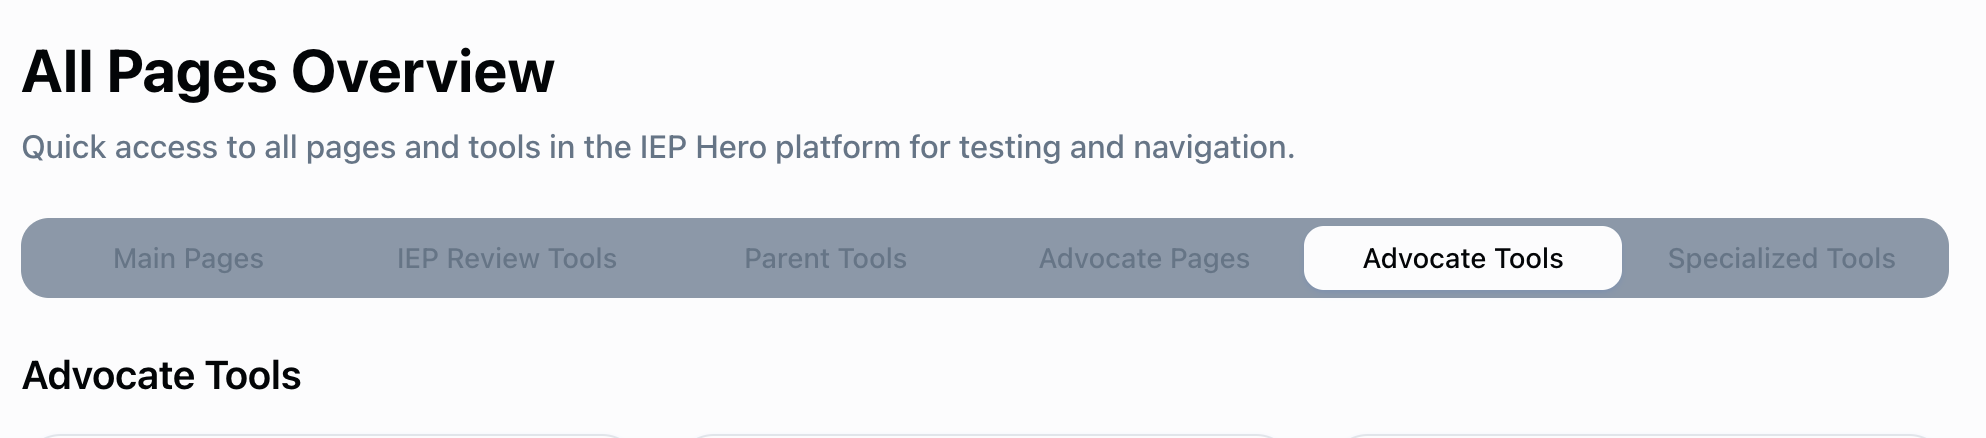 All Pages Overview
Quick access to all pages and tools in the IEP Hero platform for testing and navigation.
Main Pages IEP Review Tools Parent Tools Advocate Pages Advocate Tools Specialized Tools
Advocate Tools